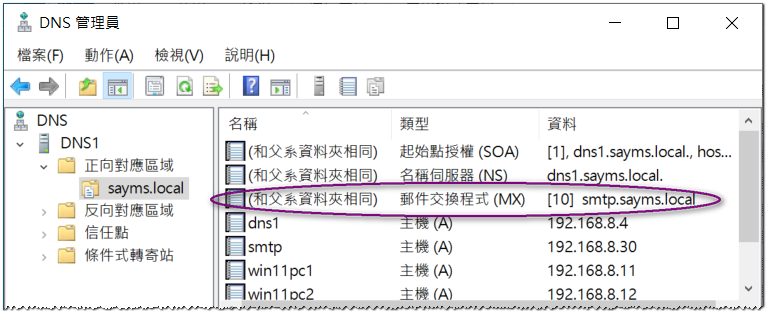 DNS 管理員
檔案(F) 動作(A) 檢視(V) 說明(H)
DNS
DNS1
正向對應區域
sayms.local
反向對應區域
信任點
條件式轉寄站
名稱 類型 資料
(和父系資料夾相同) 起始點授權 (SOA) [1], dns1.sayms.local., hos...
(和父系資料夾相同) 名稱伺服器 (NS) dns1.sayms.local.
(和父系資料夾相同) 郵件交換程式 (MX) [10] smtp.sayms.local
dns1 主機 (A) 192.168.8.4
smtp 主機 (A) 192.168.8.30
win11pc1 主機 (A) 192.168.8.11
win11pc2 主機 (A) 192.168.8.12